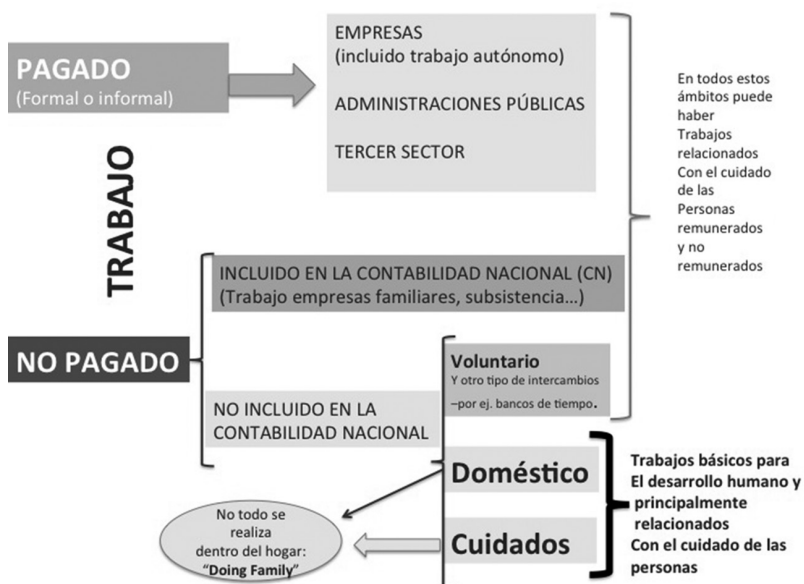 PAGADO
(Formal o informal)
EMPRESAS
(incluido trabajo autónomo)
ADMINISTRACIONES PÚBLICAS
TERCER SECTOR
En todos estos
ámbitos puede
haber
Trabajos
relacionados
Con el cuidado
de las
Personas
remunerados
y no
remunerados
TRABAJO
NO PAGADO
INCLUIDO EN LA CONTABILIDAD NACIONAL (CN)
(Trabajo empresas familiares, subsistencia...)
NO INCLUIDO EN LA
CONTABILIDAD NACIONAL
Voluntario
Y otro tipo de intercambios
–por ej. bancos de tiempo.
Doméstico
Cuidados
Trabajos básicos para
El desarrollo humano y
principalmente
relacionados
Con el cuidado de las
personas
No todo se
realiza
dentro del hogar:
“Doing Family”